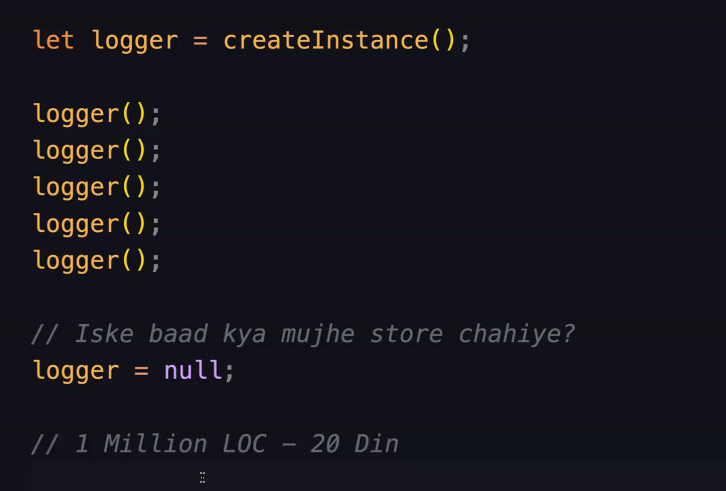 let logger = createInstance();
logger();
logger();
logger();
logger();
logger();
// Iske baad kya mujhe store chahiye?
logger = null;
// 1 Million LOC – 20 Din